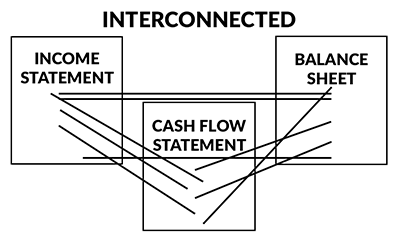 INTERCONNECTED
INCOME
STATEMENT
BALANCE
SHEET
CASH FLOW
STATEMENT